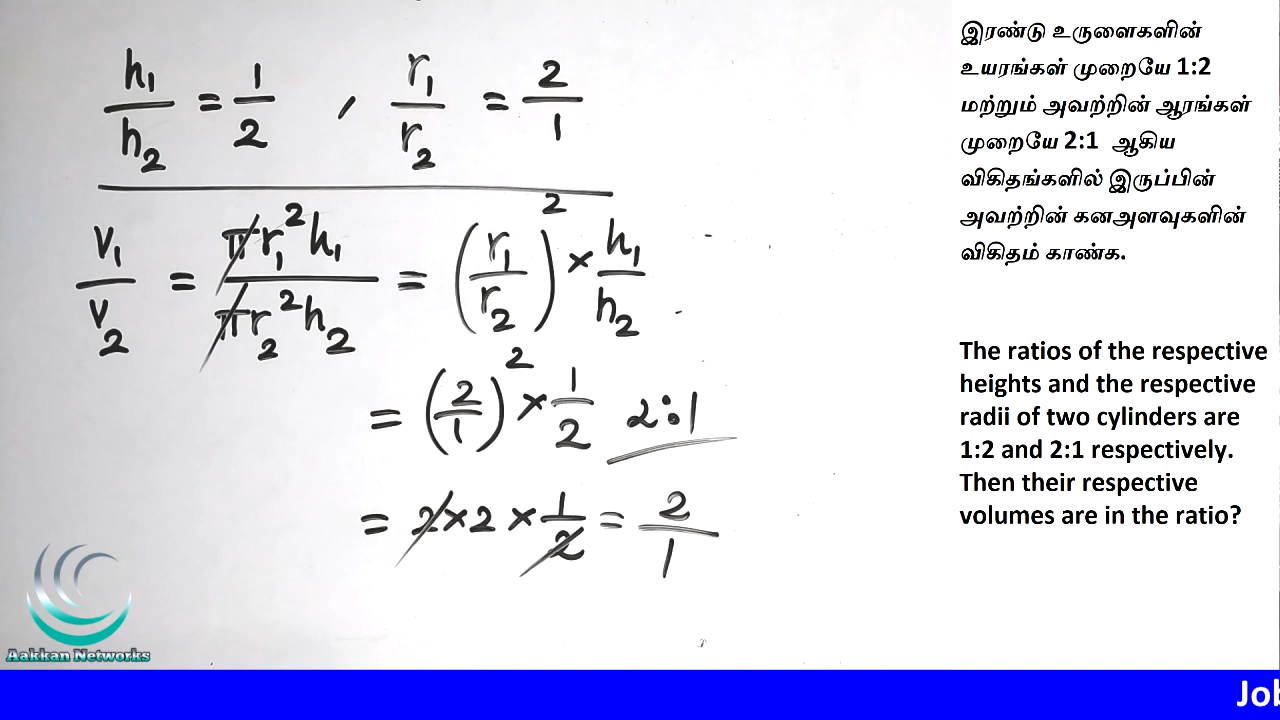 h₁/h₂ = 1/2 , r₁/r₂ = 2/1
V₁/V₂ = πr₁²h₁/πr₂²h₂ = (r₁/r₂)² × h₁/h₂
= (2/1)² × 1/2 2:1
= 2×2×1/2 = 2/1
இரண்டு உருளைகளின்
உயரங்கள் முறையே 1:2
மற்றும் அவற்றின் ஆரங்கள்
முறையே 2:1 ஆகிய
விகிதங்களில் இருப்பின்
அவற்றின் கனஅளவுகளின்
விகிதம் காண்க.
The ratios of the respective
heights and the respective
radii of two cylinders are
1:2 and 2:1 respectively.
Then their respective
volumes are in the ratio?
Aakkan Networks